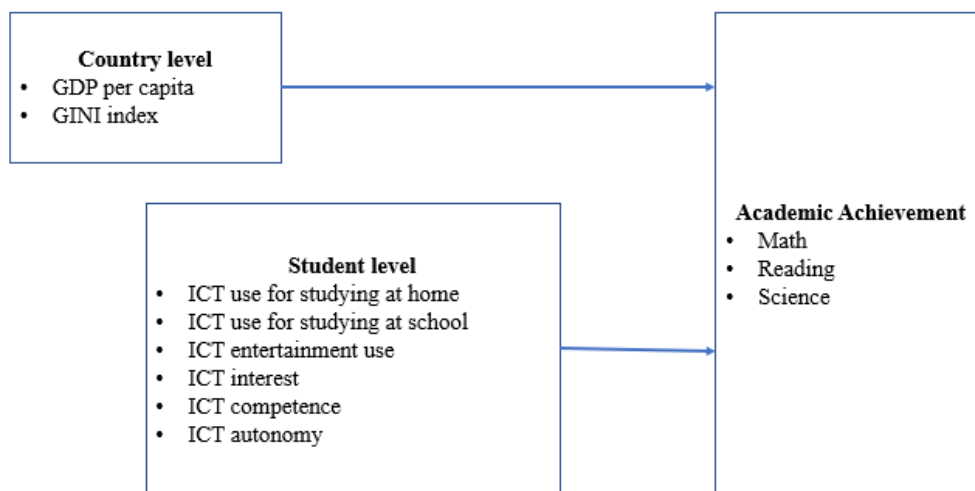 Country level
• GDP per capita
• GINI index
Student level
• ICT use for studying at home
• ICT use for studying at school
• ICT entertainment use
• ICT interest
• ICT competence
• ICT autonomy
Academic Achievement
• Math
• Reading
• Science